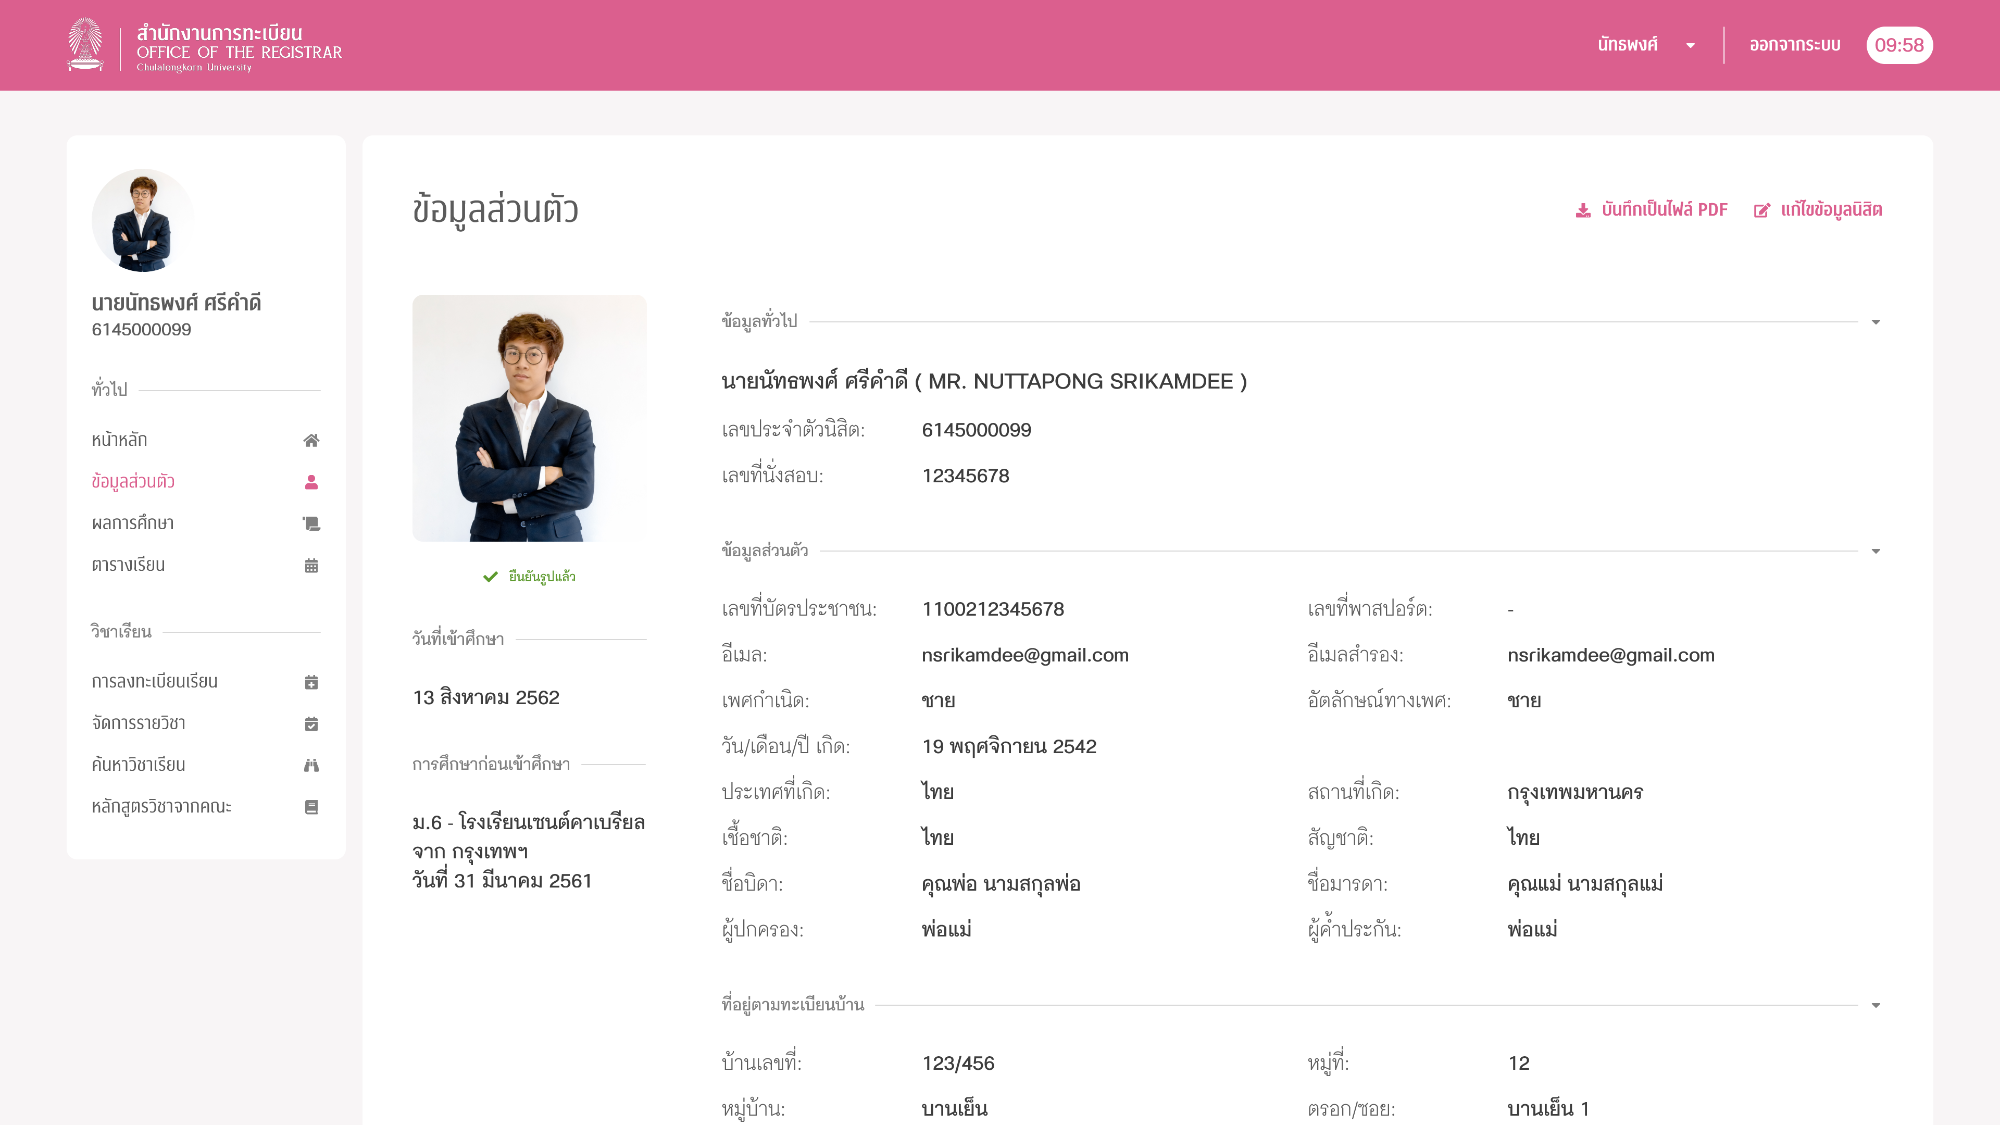 สำนักงานการทะเบียน
OFFICE OF THE REGISTRAR
Chulalongkorn University
นัทธพงศ์
ออกจากระบบ
09:58
นายนัทธพงศ์ ศรีคำดี
6145000099
ทั่วไป
หน้าหลัก
ข้อมูลส่วนตัว
ผลการศึกษา
ตารางเรียน
วิชาเรียน
การลงทะเบียนเรียน
จัดการรายวิชา
ค้นหาวิชาเรียน
หลักสูตรวิชาจากคณะ
ข้อมูลส่วนตัว
บันทึกเป็นไฟล์ PDF
แก้ไขข้อมูลนิสิต
ยืนยันรูปแล้ว
วันที่เข้าศึกษา
13 สิงหาคม 2562
การศึกษาก่อนเข้าศึกษา
ม.6 - โรงเรียนเซนต์คาเบรียล
จาก กรุงเทพฯ
วันที่ 31 มีนาคม 2561
ข้อมูลทั่วไป
นายนัทธพงศ์ ศรีคำดี ( MR. NUTTAPONG SRIKAMDEE )
เลขประจำตัวนิสิต: 6145000099
เลขที่นั่งสอบ: 12345678
ข้อมูลส่วนตัว
เลขที่บัตรประชาชน: 1100212345678 เลขที่พาสปอร์ต: -
อีเมล: nsrikamdee@gmail.com อีเมลสำรอง: nsrikamdee@gmail.com
เพศกำเนิด: ชาย อัตลักษณ์ทางเพศ: ชาย
วัน/เดือน/ปี เกิด: 19 พฤศจิกายน 2542
ประเทศที่เกิด: ไทย สถานที่เกิด: กรุงเทพมหานคร
เชื้อชาติ: ไทย สัญชาติ: ไทย
ชื่อบิดา: คุณพ่อ นามสกุลพ่อ ชื่อมารดา: คุณแม่ นามสกุลแม่
ผู้ปกครอง: พ่อแม่ ผู้ค้ำประกัน: พ่อแม่
ที่อยู่ตามทะเบียนบ้าน
บ้านเลขที่: 123/456 หมู่ที่: 12
หมู่บ้าน: บานเย็น ตรอก/ซอย: บานเย็น 1